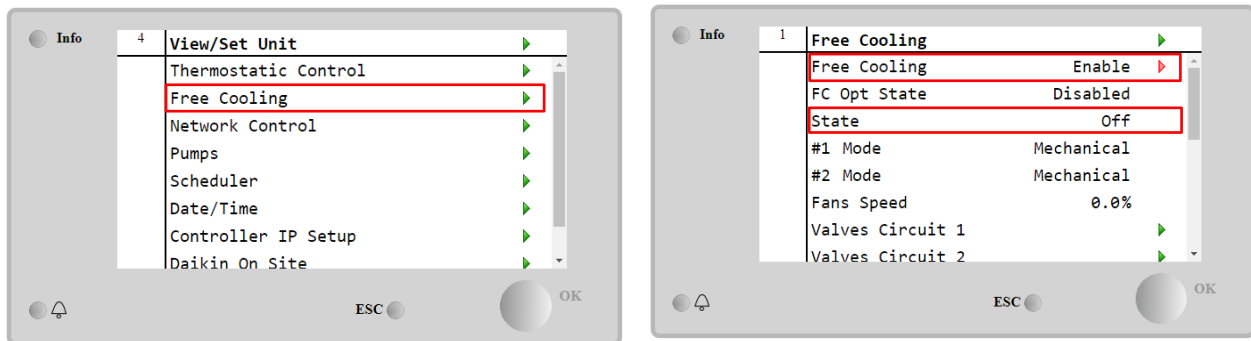 Info
4 View/Set Unit
Thermostatic Control
Free Cooling
Network Control
Pumps
Scheduler
Date/Time
Controller IP Setup
Daikin On Site
ESC
OK
Info
1 Free Cooling
Free Cooling Enable
FC Opt State Disabled
State Off
#1 Mode Mechanical
#2 Mode Mechanical
Fans Speed 0.0%
Valves Circuit 1
Valves Circuit 2
ESC
OK